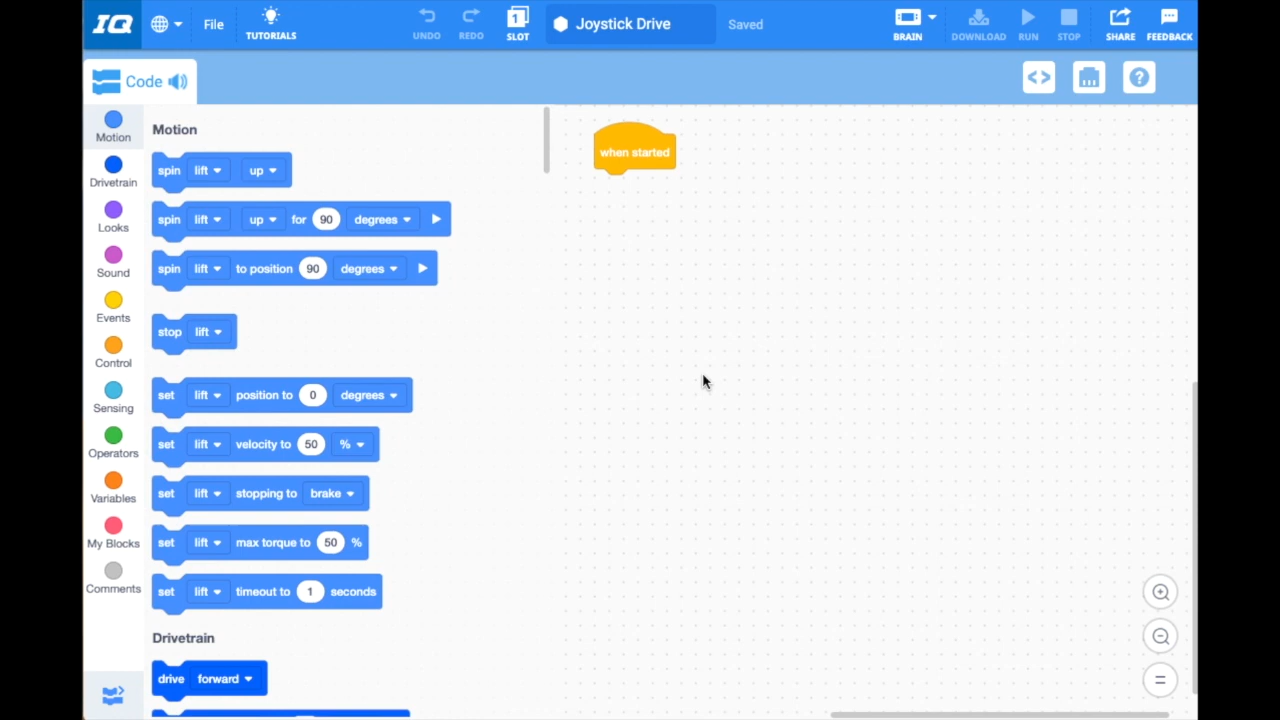 IQ
File
TUTORIALS
UNDO
REDO
1
SLOT
Joystick Drive
Saved
BRAIN
DOWNLOAD
RUN
STOP
SHARE
FEEDBACK
Code
<>
?
Motion
Drivetrain
Looks
Sound
Events
Control
Sensing
Operators
Variables
My Blocks
Comments
Motion
spin lift up
spin lift up for 90 degrees
spin lift to position 90 degrees
stop lift
set lift position to 0 degrees
set lift velocity to 50 %
set lift stopping to brake
set lift max torque to 50 %
set lift timeout to 1 seconds
Drivetrain
drive forward
when started